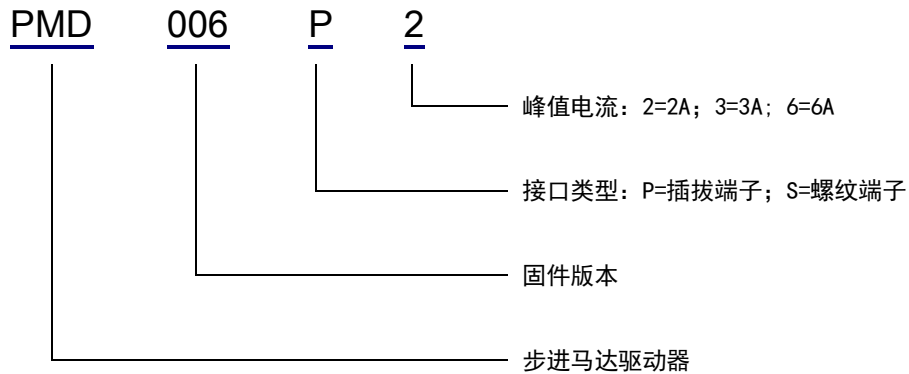 PMD 006 P 2
峰值电流：2=2A；3=3A; 6=6A
接口类型：P=插拔端子；S=螺纹端子
固件版本
步进马达驱动器